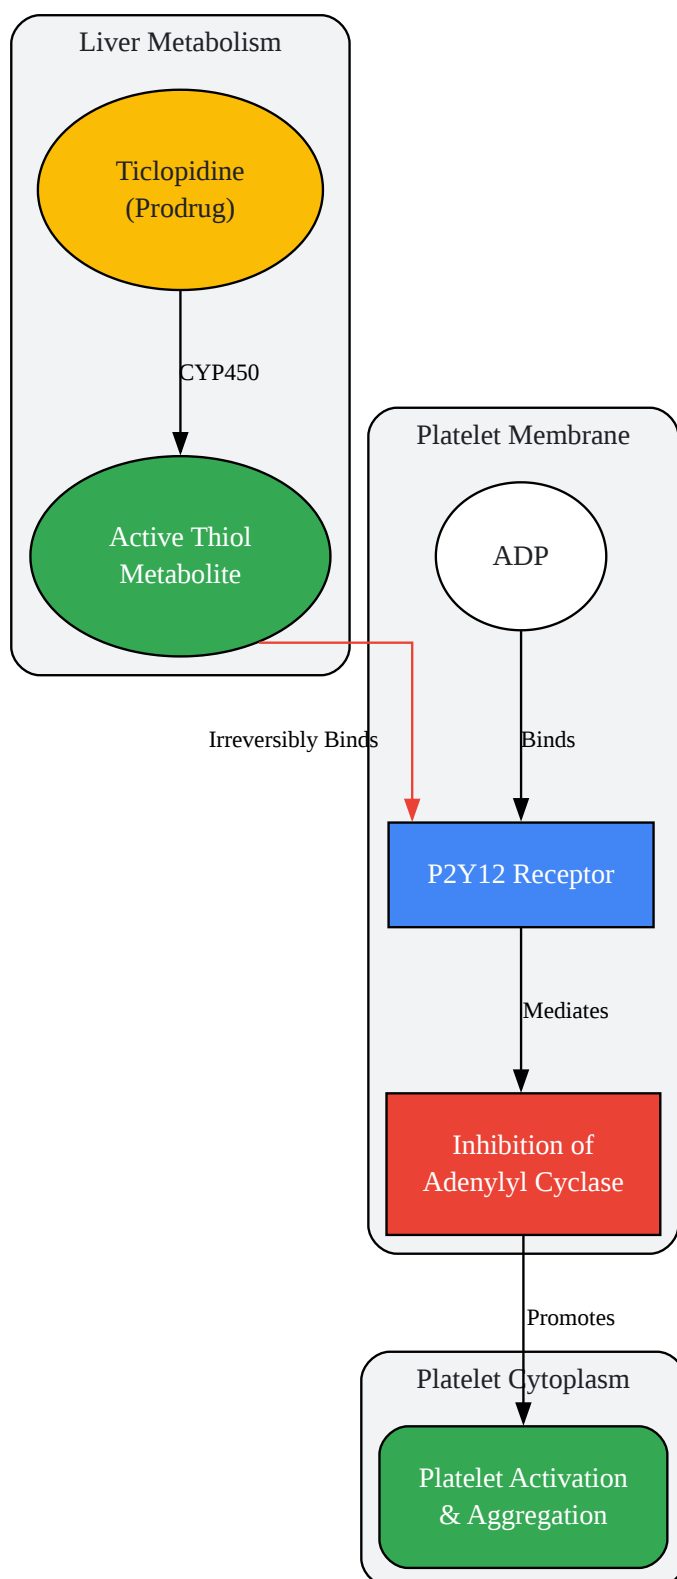 Liver Metabolism
Ticlopidine
(Prodrug)
CYP450
Active Thiol
Metabolite
Irreversibly Binds
Platelet Membrane
ADP
Binds
P2Y12 Receptor
Mediates
Inhibition of
Adenylyl Cyclase
Promotes
Platelet Cytoplasm
Platelet Activation
& Aggregation